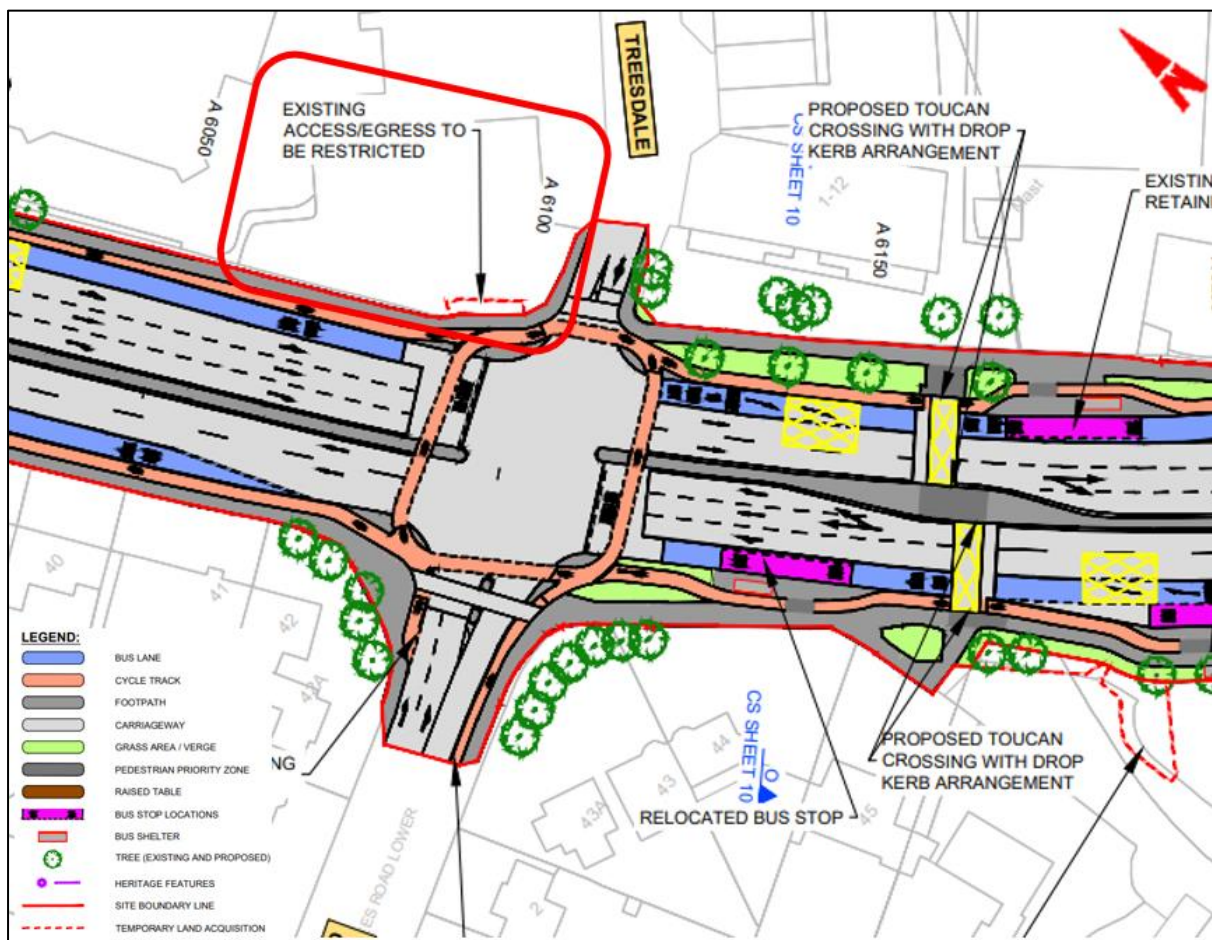 TREESDALE
A 6050
EXISTING
ACCESS/EGRESS TO
BE RESTRICTED
A 6100
PROPOSED TOUCAN
CROSSING WITH DROP
KERB ARRANGEMENT
CS SHEET 10
1-12
Mast
A 6150
EXISTIN
RETAIN
40
41
42
42A
LEGEND:
BUS LANE
CYCLE TRACK
FOOTPATH
CARRIAGEWAY
GRASS AREA / VERGE
PEDESTRIAN PRIORITY ZONE
RAISED TABLE
BUS STOP LOCATIONS
BUS SHELTER
TREE (EXISTING AND PROPOSED)
HERITAGE FEATURES
SITE BOUNDARY LINE
TEMPORARY LAND ACQUISITION
NG
ES ROAD LOWER
2
43A
43
44
45
CS SHEET 10
RELOCATED BUS STOP
PROPOSED TOUCAN
CROSSING WITH DROP
KERB ARRANGEMENT